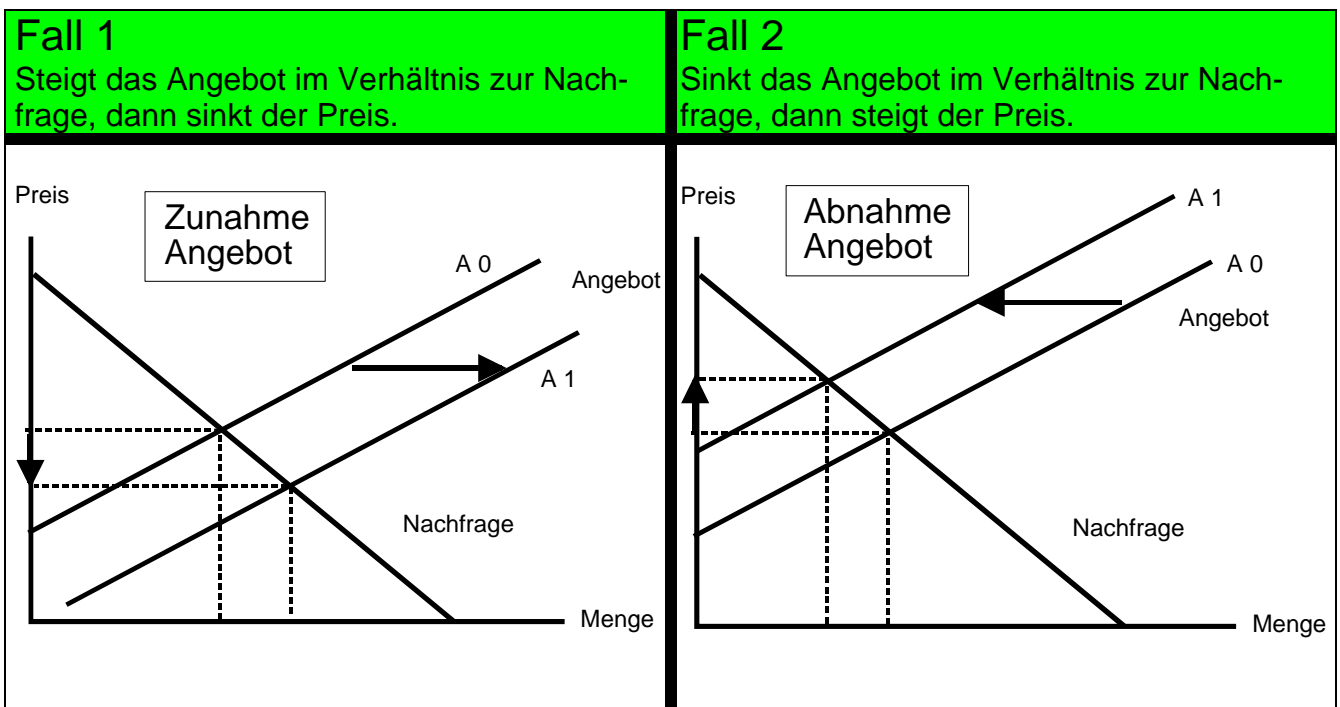 Fall 1
Steigt das Angebot im Verhältnis zur Nach-
frage, dann sinkt der Preis.
Preis
Zunahme
Angebot
A 0
Angebot
A 1
Nachfrage
Menge
Fall 2
Sinkt das Angebot im Verhältnis zur Nach-
frage, dann steigt der Preis.
Preis
Abnahme
Angebot
A 1
A 0
Angebot
Nachfrage
Menge